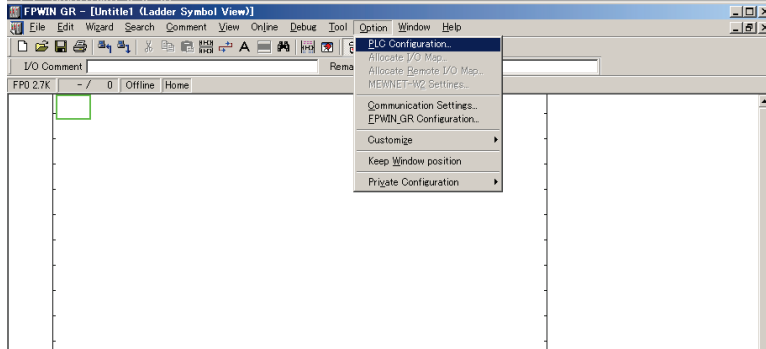 FPWIN GR - [Untitle1 (Ladder Symbol View)]
File Edit Wizard Search Comment View Online Debug Tool Option Window Help
PLC Configuration...
Allocate I/O Map...
Allocate Remote I/O Map...
MEWNET-W2 Settings...
Communication Settings...
FPWIN_GR Configuration...
Customize
Keep Window position
Private Configuration
I/O Comment
Rema
FP0 2.7K - / 0 Offline Home